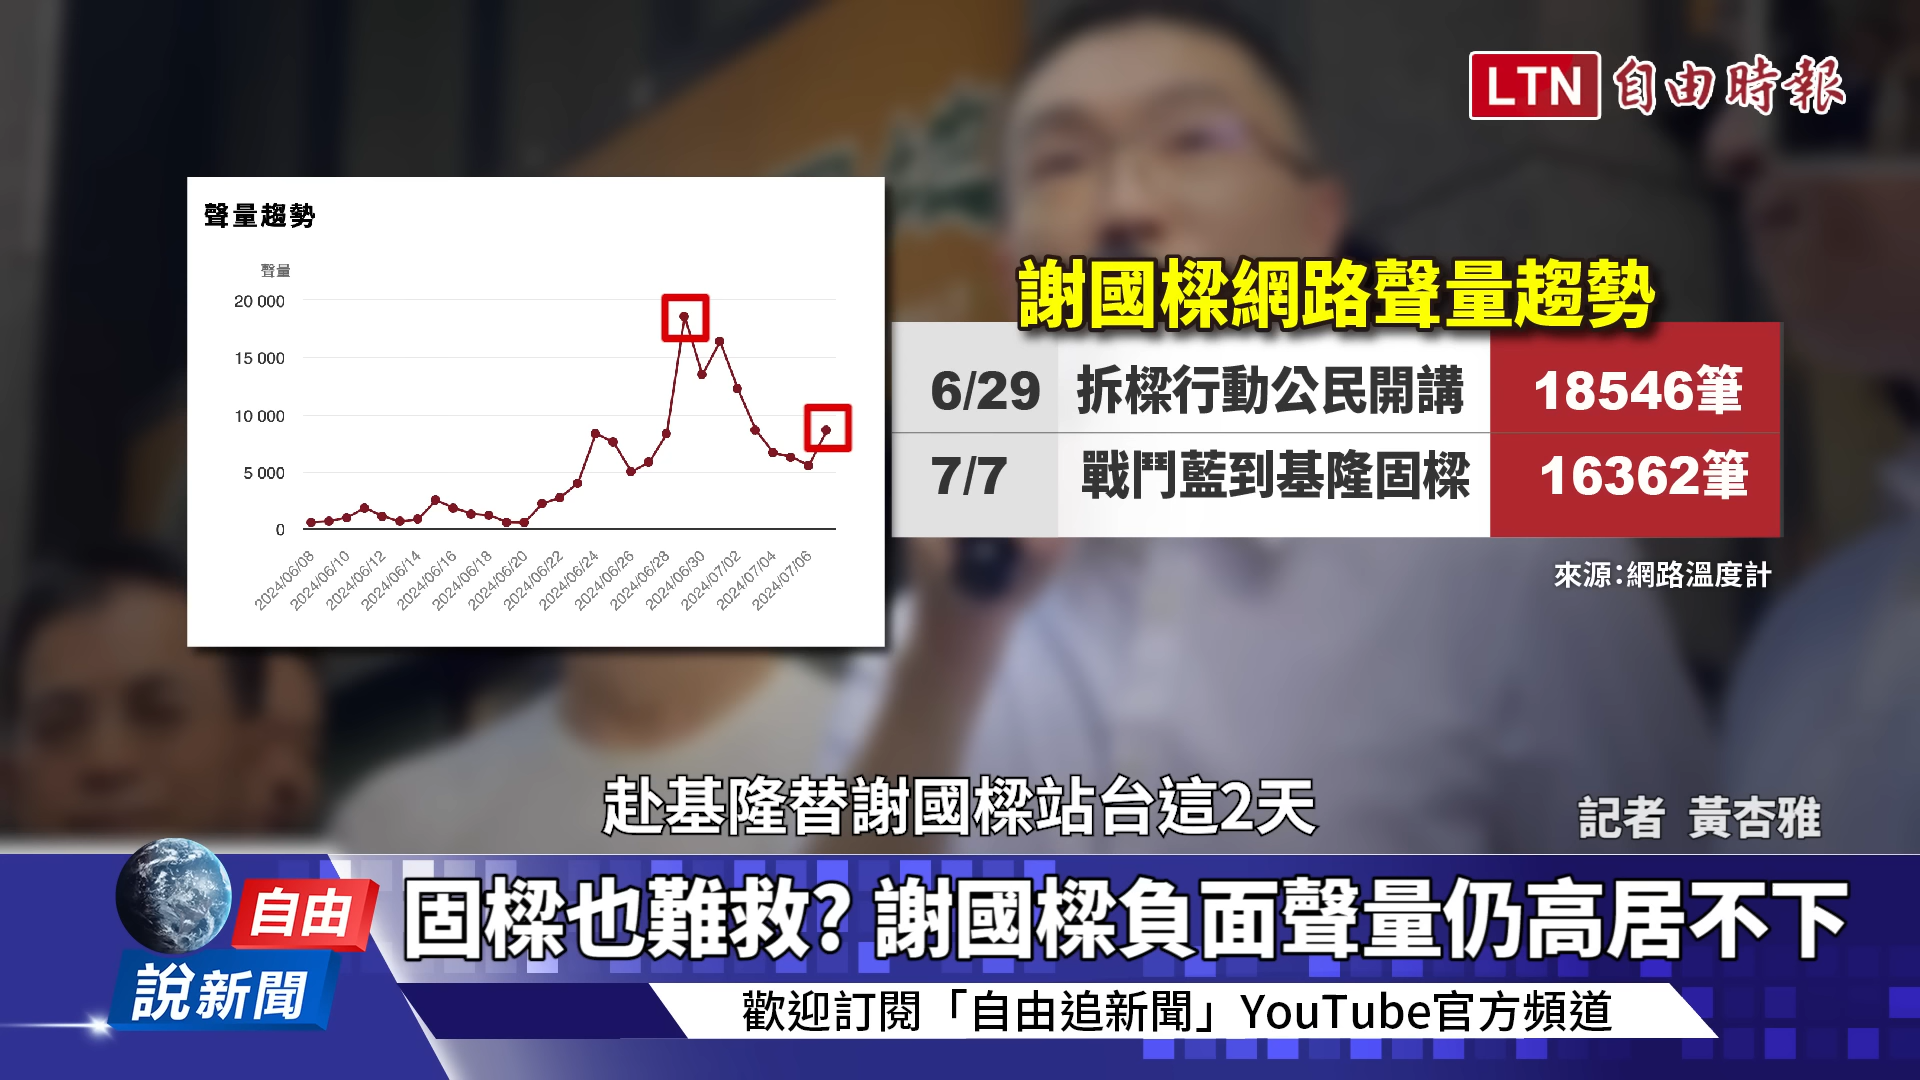 LTN 自由時報
聲量趨勢
聲量
20 000
15 000
10 000
5 000
0
2024/06/08
2024/06/10
2024/06/12
2024/06/14
2024/06/16
2024/06/18
2024/06/20
2024/06/22
2024/06/24
2024/06/26
2024/06/28
2024/06/30
2024/07/02
2024/07/04
2024/07/06
謝國樑網路聲量趨勢
6/29 拆樑行動公民開講 18546筆
7/7 戰鬥藍到基隆固樑 16362筆
來源:網路溫度計
赴基隆替謝國樑站台這2天
記者 黃杏雅
自由
說新聞
固樑也難救? 謝國樑負面聲量仍高居不下
歡迎訂閱「自由追新聞」YouTube官方頻道